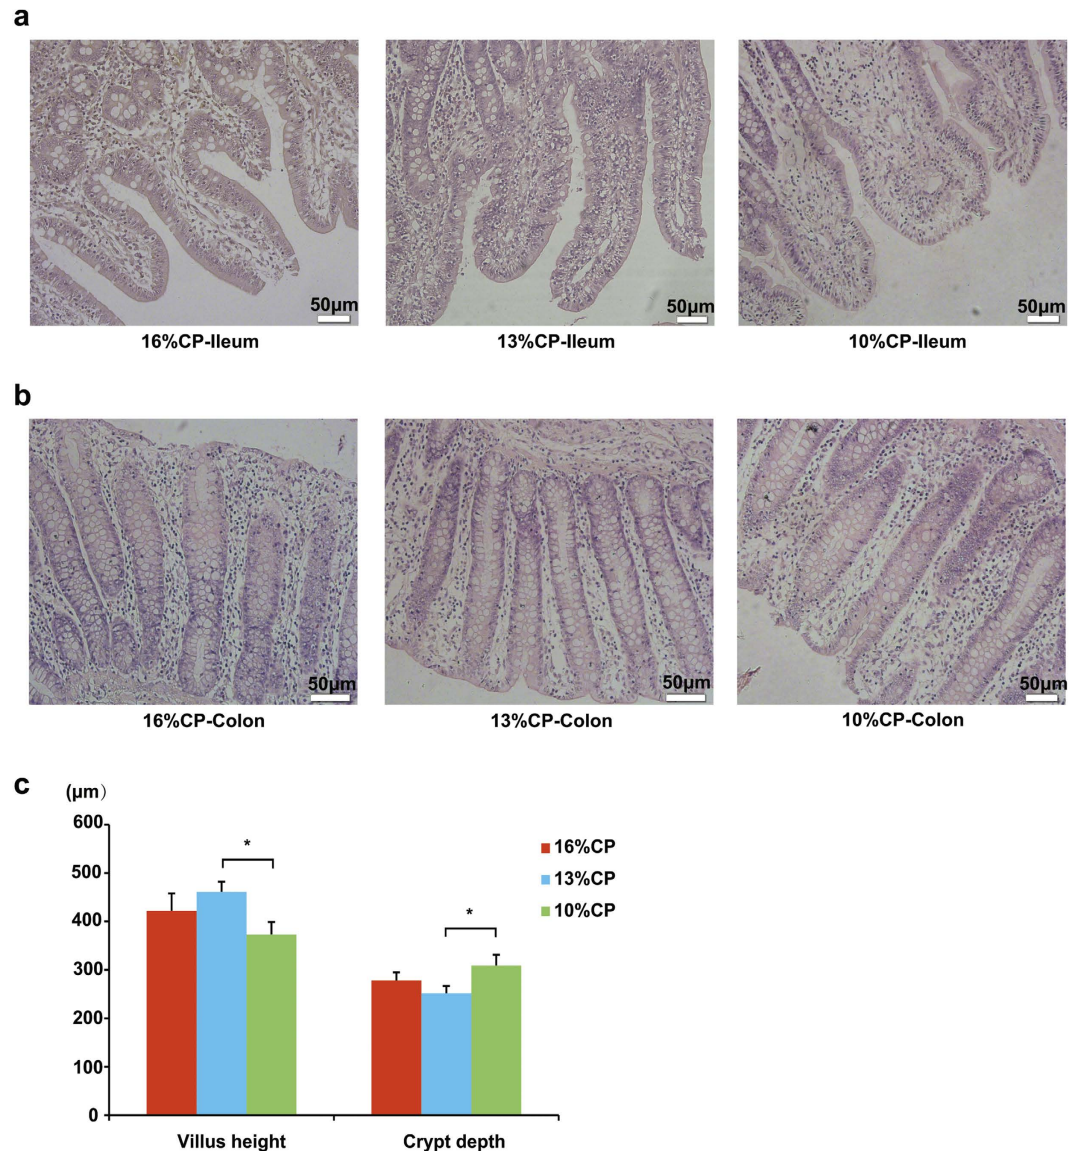 a
50μm
50μm
50μm
16%CP-Ileum
13%CP-Ileum
10%CP-Ileum
b
50μm
50μm
50μm
16%CP-Colon
13%CP-Colon
10%CP-Colon
c
(μm）
600
500
400
300
200
100
0
*
*
16%CP
13%CP
10%CP
Villus height
Crypt depth